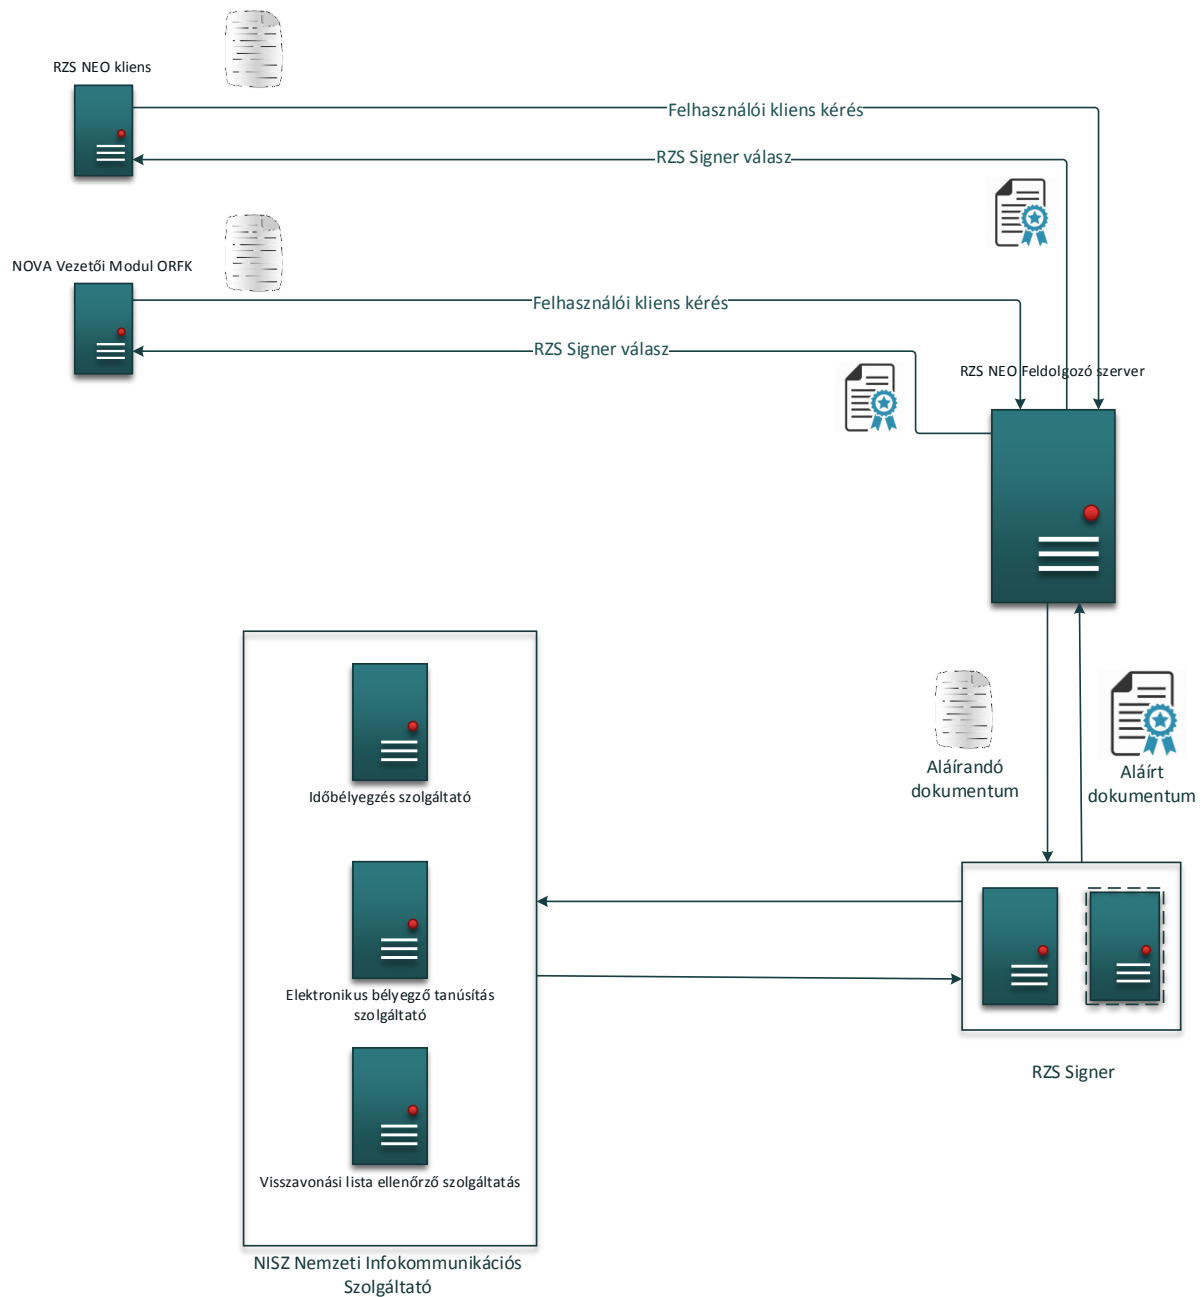 RZS NEO kliens
Felhasználói kliens kérés
RZS Signer válasz
NOVA Vezetői Modul ORFK
Felhasználói kliens kérés
RZS Signer válasz
RZS NEO Feldolgozó szerver
Aláírandó
dokumentum
Aláírt
dokumentum
Időbélyegzés szolgáltató
Elektronikus bélyegző tanúsítás
szolgáltató
RZS Signer
Visszavonási lista ellenőrző szolgáltatás
NISZ Nemzeti Infokommunikációs
Szolgáltató